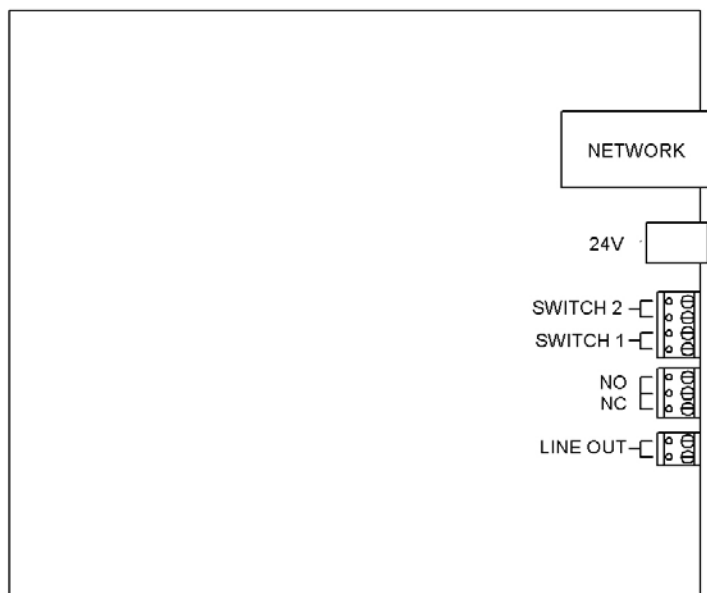 NETWORK
24V
SWITCH 2
SWITCH 1
NO
NC
LINE OUT